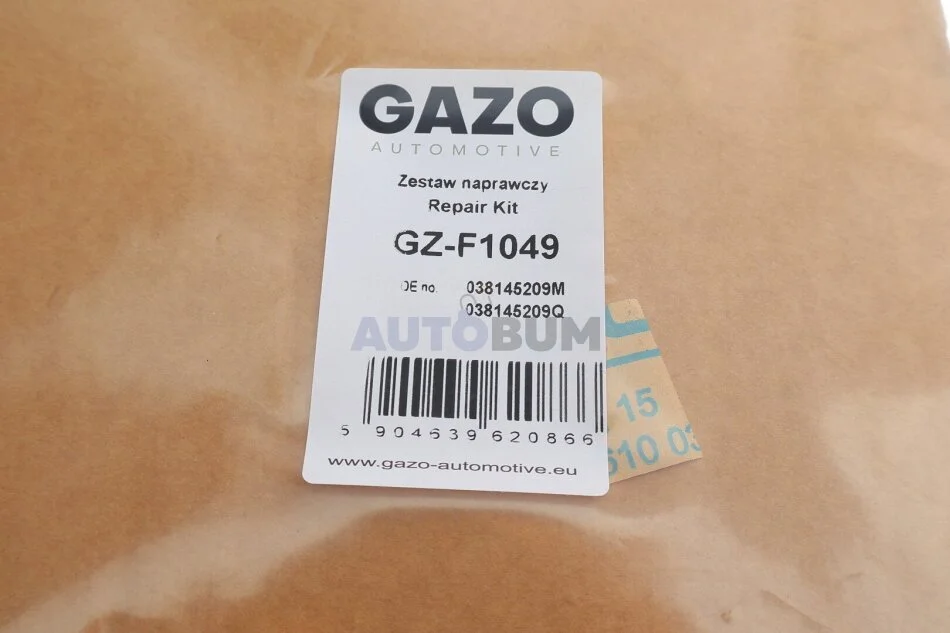 GAZO
AUTOMOTIVE
Zestaw naprawczy
Repair Kit
GZ-F1049
OE no. 038145209M
038145209Q
AUTOBUM
5 904639 620866
www.gazo-automotive.eu
15
610 03